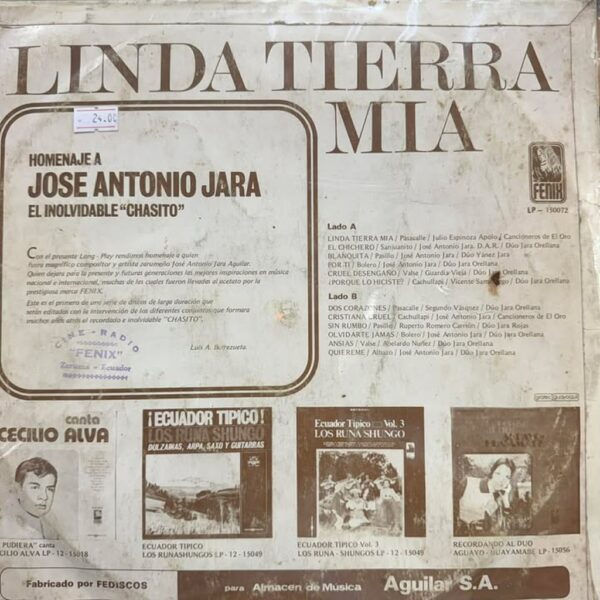 LINDA TIERRA
MIA
24.00
HOMENAJE A
JOSE ANTONIO JARA
EL INOLVIDABLE "CHASITO"
Con el presente Long - Play rendimos homenaje a quien
fuera magnífico compositor y artista zarumeño José Antonio Jara Aguilar.
Quien dejara para la presente y futuras generaciones las mejores inspiraciones en música
nacional e internacional, muchas de las cuales fueron llevadas al acetato por la
prestigiosa marca FENIX.
Este es el primero de una serie de discos de larga duración que
serán editados con la intervención de los diferentes conjuntos que formara
muchos años atrás el recordado e inolvidable "CHASITO".
Luis A.
CINE - RADIO
"FENIX"
Zaruma - Ecuador
FENIX
LP - 150072
Lado A
LINDA TIERRA MIA / Pasacalle / Julio Espinoza Apolo / Cancioneros de El Oro
EL CHICHERO / Sanjuanito / José Antonio Jara. D.A.R. / Dúo Jara Orellana
BLANQUITA / Pasillo / José Antonio Jara / Dúo Yánez Jara
POR TI / Bolero / José Antonio Jara / Dúo Jara Orellana
CRUEL DESENGAÑO / Valse / Guardia Vieja / Dúo Jara Orellana
¿PORQUE LO HICISTE? / Cachullapi / Vicente / Dúo Jara Orellana
Lado B
DOS CORAZONES / Pasacalle / Segundo Vásquez / Dúo Jara Orellana
CRISTIANA CRUEL / Cachullapi / José Antonio Jara / Cancioneros de El Oro
SIN RUMBO / Pasillo / Ruperto Romero Carrión / Dúo Jara Rojas
OLVIDARTE JAMAS / Bolero / José Antonio Jara / Dúo Jara Orellana
ANSIAS / Valse / Abelardo Nuñez / Dúo Jara Orellana
QUIEREME / Albazo / José Antonio Jara / Dúo Jara Orellana
canta
CECILIO ALVA
PUDIERA" canta
CILIO ALVA LP - 12 - 15018
¡ECUADOR TIPICO!
LOS RUNA SHUNGO
DULZAINAS, ARPA, SAXO Y GUITARRAS
ECUADOR TIPICO
LOS RUNASHUNGOS LP - 12 - 15049
Ecuador Tipico Vol. 3
LOS RUNA SHUNGO
ECUADOR TIPICO Vol. 3
LOS RUNA - SHUNGOS LP - 12 - 15049
RECORDANDO AL DUO
AGUAYO - HUAYAMABE LP - 15056
Fabricado por FEDISCOS
para Almacen de Música Aguilar S.A.